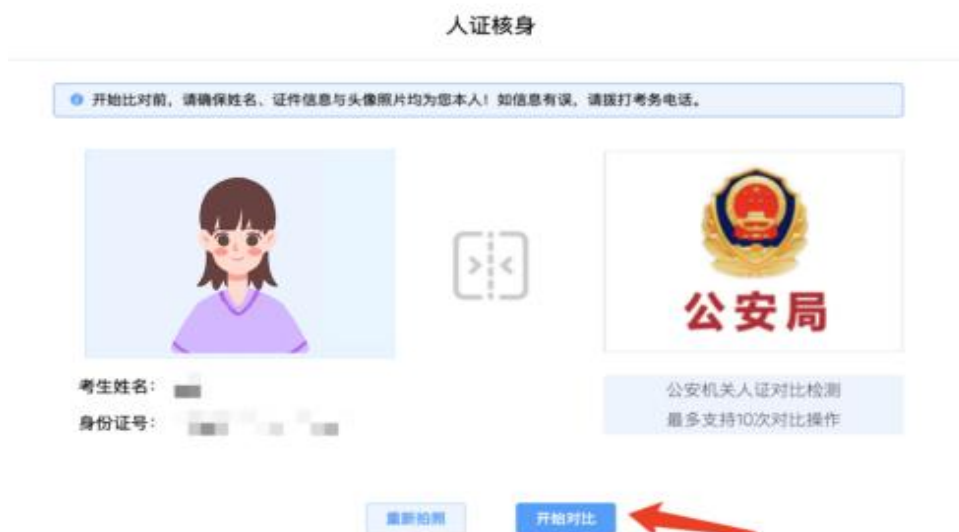 人证核身
开始比对前，请确保姓名、证件信息与头像照片均为您本人！如信息有误，请拨打考务电话。
公安局
考生姓名：
身份证号：
公安机关人证对比检测
最多支持10次对比操作
重新拍照
开始对比